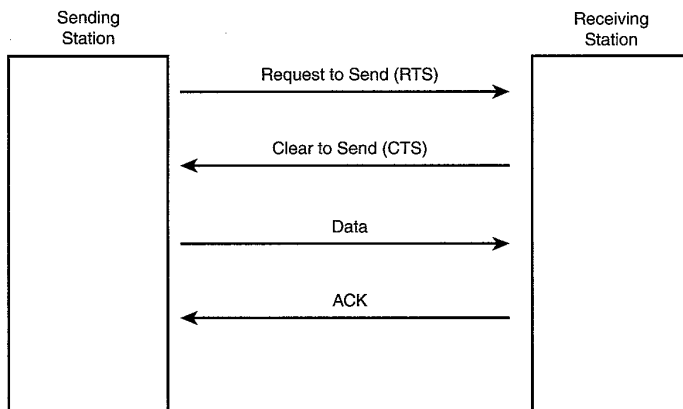 Sending
Station
Receiving
Station
Request to Send (RTS)
Clear to Send (CTS)
Data
ACK